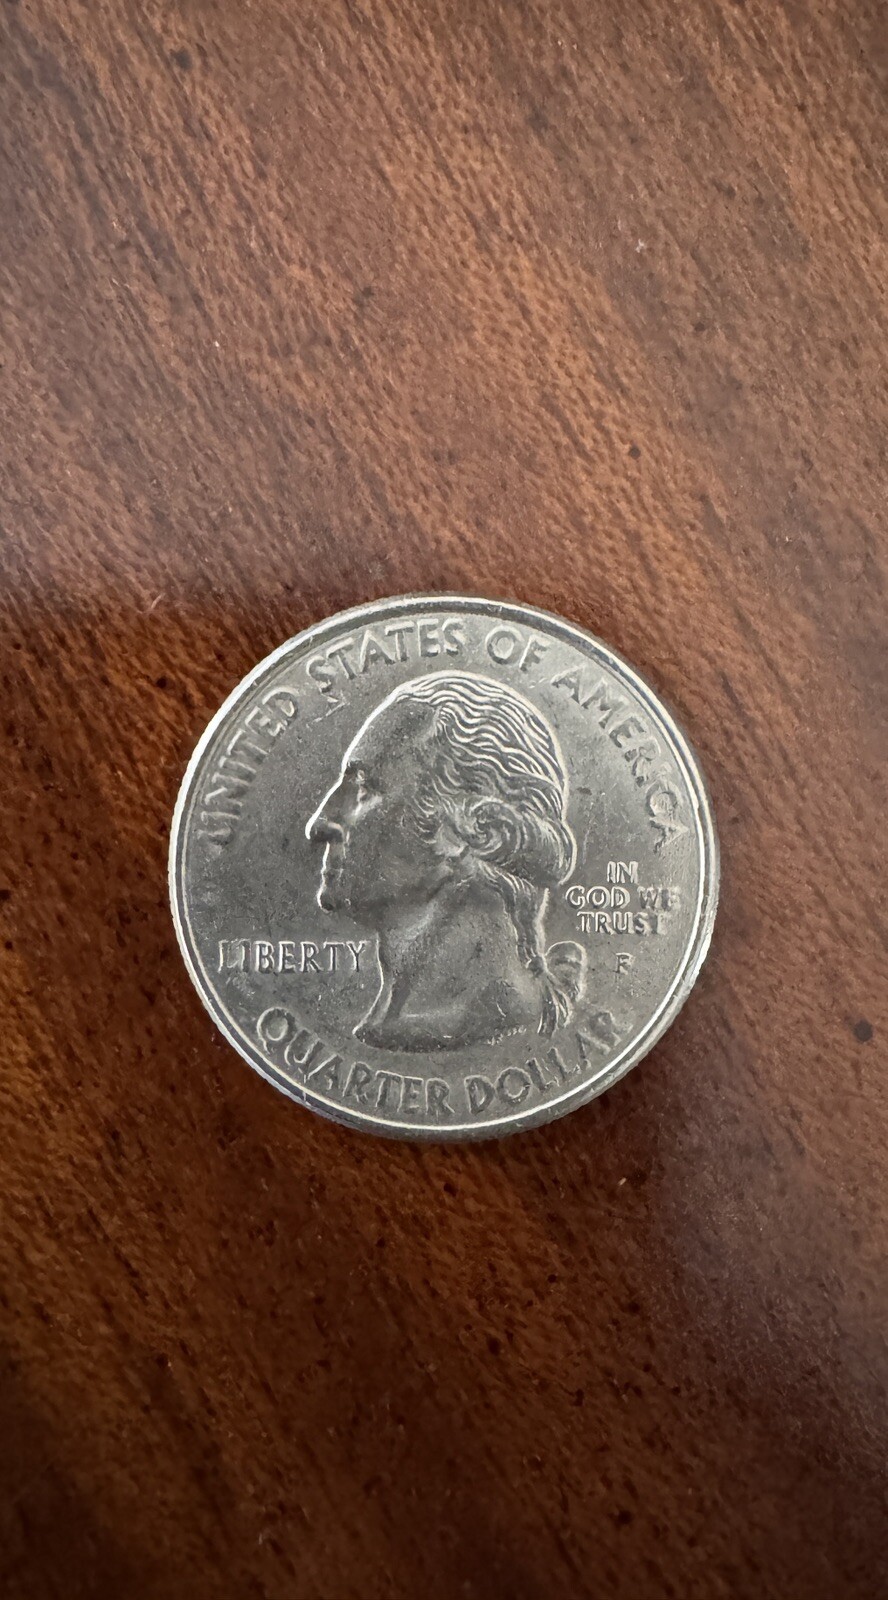 UNITED STATES OF AMERICA
LIBERTY
IN
GOD WE
TRUST
P
QUARTER DOLLAR